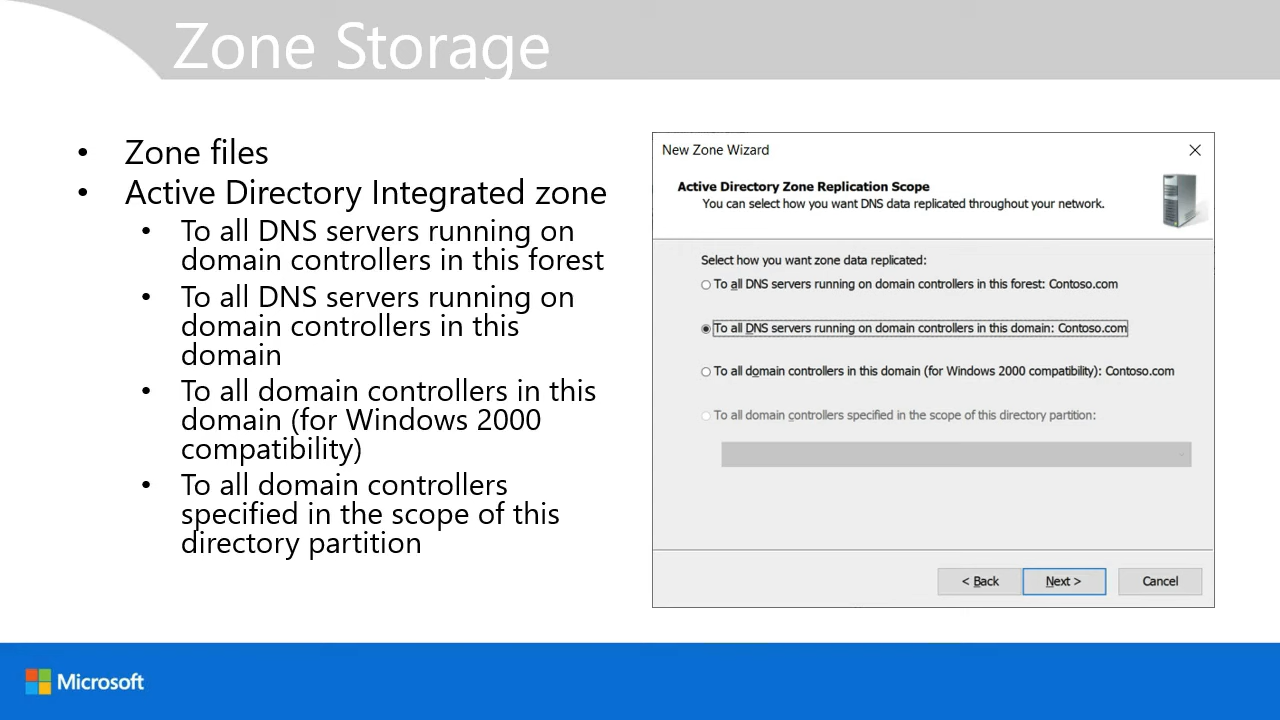 Zone Storage
• Zone files
• Active Directory Integrated zone
• To all DNS servers running on
domain controllers in this forest
• To all DNS servers running on
domain controllers in this
domain
• To all domain controllers in this
domain (for Windows 2000
compatibility)
• To all domain controllers
specified in the scope of this
directory partition
New Zone Wizard
Active Directory Zone Replication Scope
You can select how you want DNS data replicated throughout your network.
Select how you want zone data replicated:
To all DNS servers running on domain controllers in this forest: Contoso.com
To all DNS servers running on domain controllers in this domain: Contoso.com
To all domain controllers in this domain (for Windows 2000 compatibility): Contoso.com
To all domain controllers specified in the scope of this directory partition:
< Back Next > Cancel
Microsoft